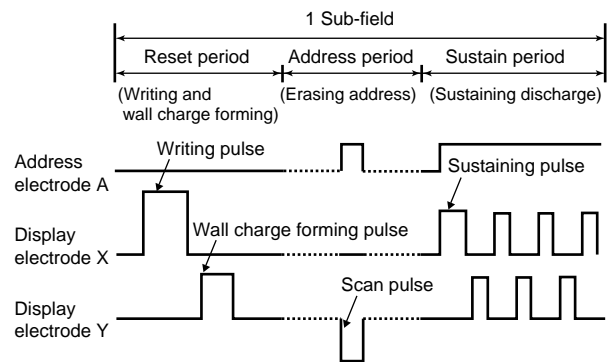 1 Sub-field
Reset period
Address period
Sustain period
(Writing and
wall charge forming)
(Erasing address)
(Sustaining discharge)
Address
electrode A
Writing pulse
Sustaining pulse
Display
electrode X
Wall charge forming pulse
Scan pulse
Display
electrode Y